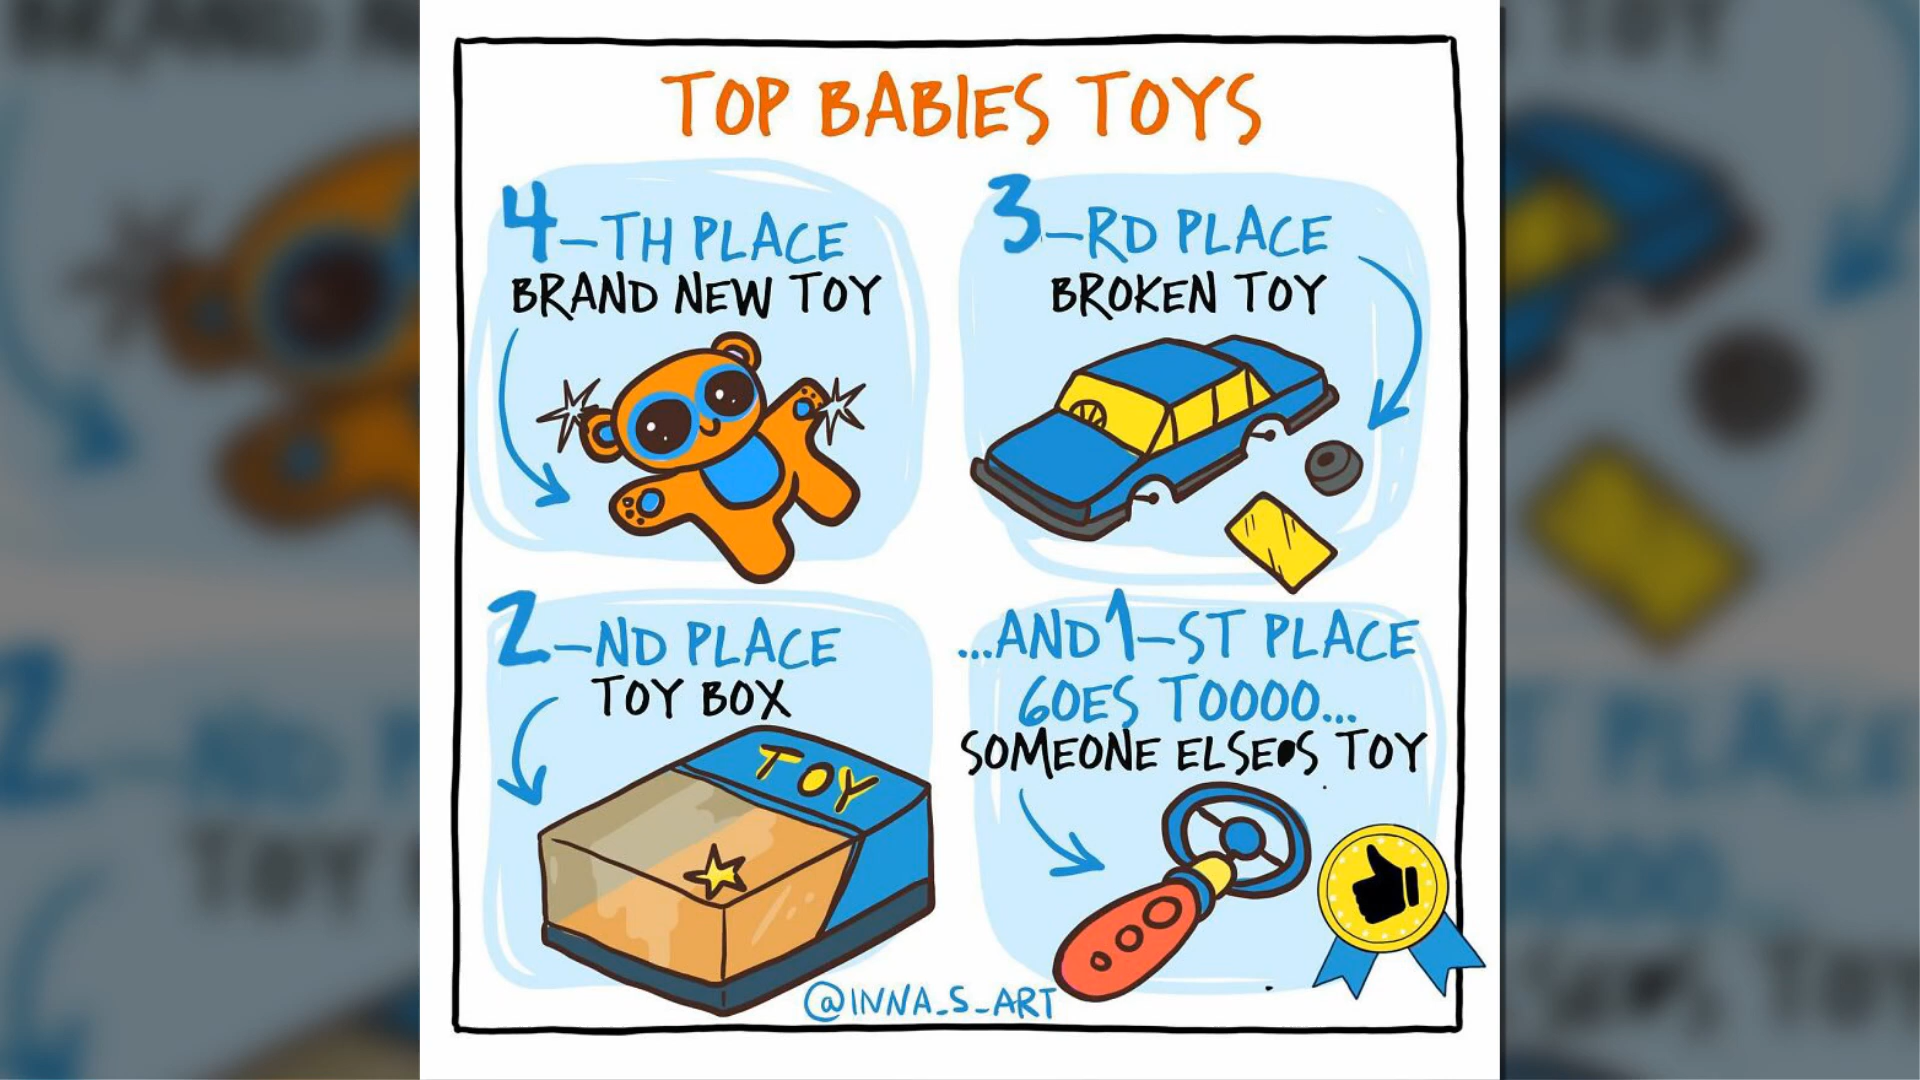 TOP BABIES TOYS
4-TH PLACE
BRAND NEW TOY
3-RD PLACE
BROKEN TOY
2-ND PLACE
TOY BOX
TOY
...AND 1-ST PLACE
GOES TOOOO...
SOMEONE ELSE'S TOY
@INNA_S_ART